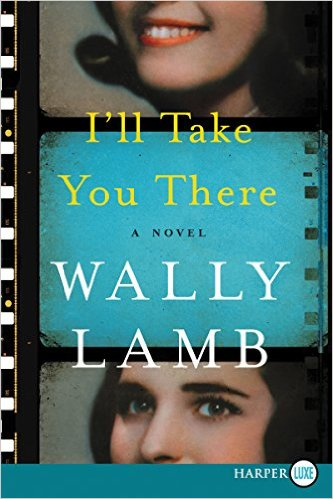 I'll Take
You There
A NOVEL
WALLY
LAMB
HARPER LUXE